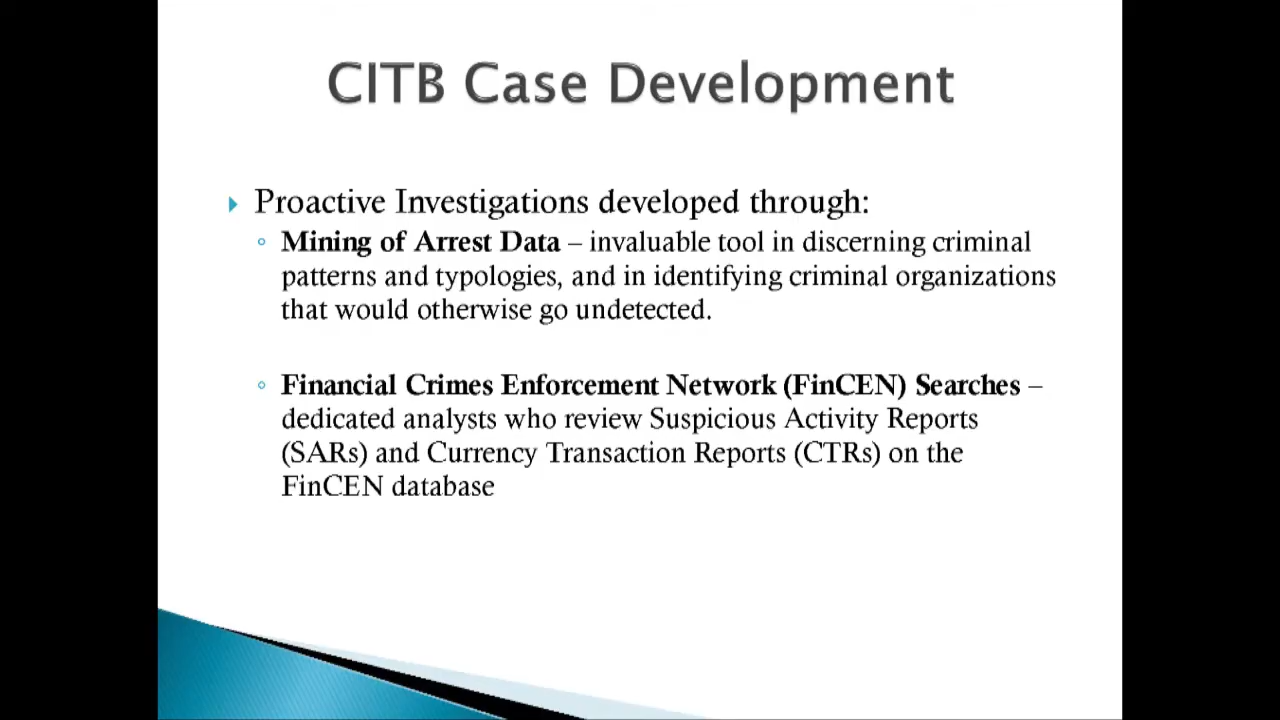 CITB Case Development
Proactive Investigations developed through:
Mining of Arrest Data – invaluable tool in discerning criminal
patterns and typologies, and in identifying criminal organizations
that would otherwise go undetected.
Financial Crimes Enforcement Network (FinCEN) Searches –
dedicated analysts who review Suspicious Activity Reports
(SARs) and Currency Transaction Reports (CTRs) on the
FinCEN database